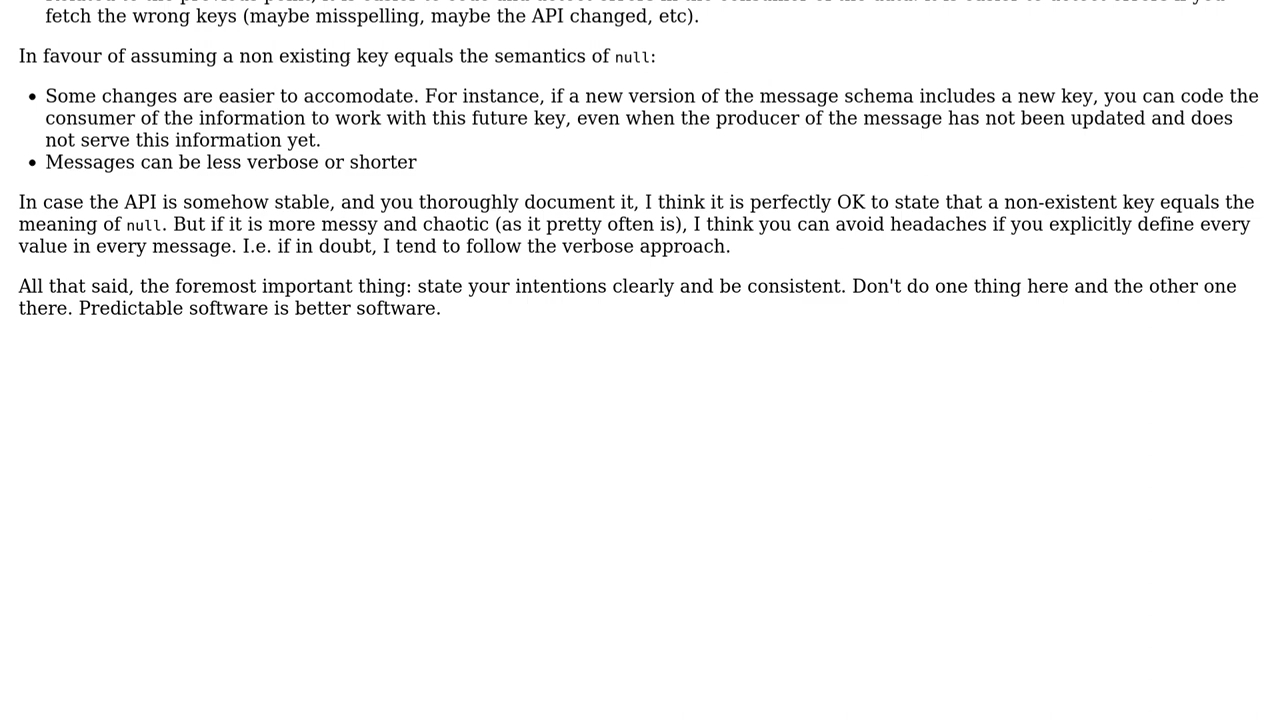 fetch the wrong keys (maybe misspelling, maybe the API changed, etc).
In favour of assuming a non existing key equals the semantics of null:
• Some changes are easier to accomodate. For instance, if a new version of the message schema includes a new key, you can code the
consumer of the information to work with this future key, even when the producer of the message has not been updated and does
not serve this information yet.
• Messages can be less verbose or shorter
In case the API is somehow stable, and you thoroughly document it, I think it is perfectly OK to state that a non-existent key equals the
meaning of null. But if it is more messy and chaotic (as it pretty often is), I think you can avoid headaches if you explicitly define every
value in every message. I.e. if in doubt, I tend to follow the verbose approach.
All that said, the foremost important thing: state your intentions clearly and be consistent. Don't do one thing here and the other one
there. Predictable software is better software.